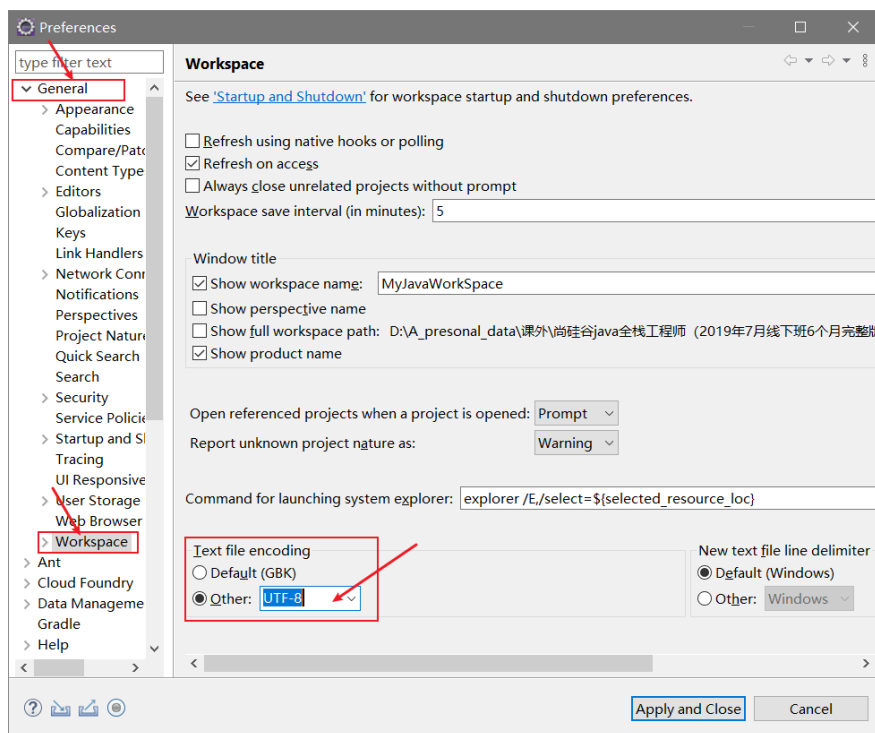 Preferences
type filter text
General
Appearance
Capabilities
Compare/Patc
Content Type
Editors
Globalization
Keys
Link Handlers
Network Conn
Notifications
Perspectives
Project Nature
Quick Search
Search
Security
Service Policie
Startup and Sh
Tracing
UI Responsive
User Storage
Web Browser
Workspace
Ant
Cloud Foundry
Data Manageme
Gradle
Help
Workspace
See 'Startup and Shutdown' for workspace startup and shutdown preferences.
Refresh using native hooks or polling
Refresh on access
Always close unrelated projects without prompt
Workspace save interval (in minutes): 5
Window title
Show workspace name: MyJavaWorkSpace
Show perspective name
Show full workspace path: D:\A_presonal_data\课外\尚硅谷java全栈工程师（2019年7月线下班6个月完整版
Show product name
Open referenced projects when a project is opened: Prompt
Report unknown project nature as: Warning
Command for launching system explorer: explorer /E,/select=${selected_resource_loc}
Text file encoding
Default (GBK)
Other: UTF-8
New text file line delimiter
Default (Windows)
Other: Windows
Apply and Close
Cancel